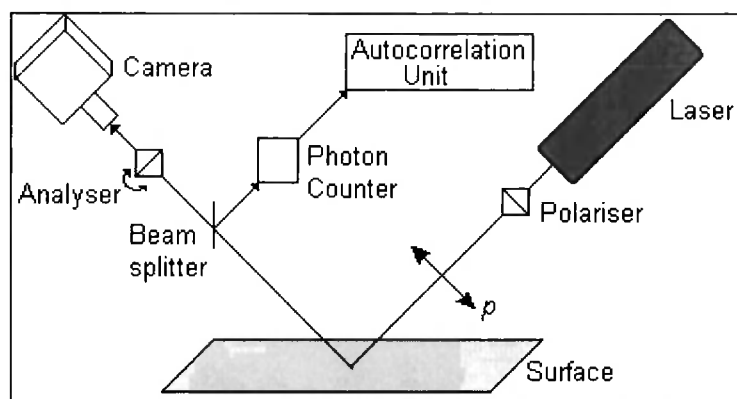 Camera
Autocorrelation
Unit
Laser
Photon
Counter
Analyser
Polariser
Beam
splitter
p
Surface